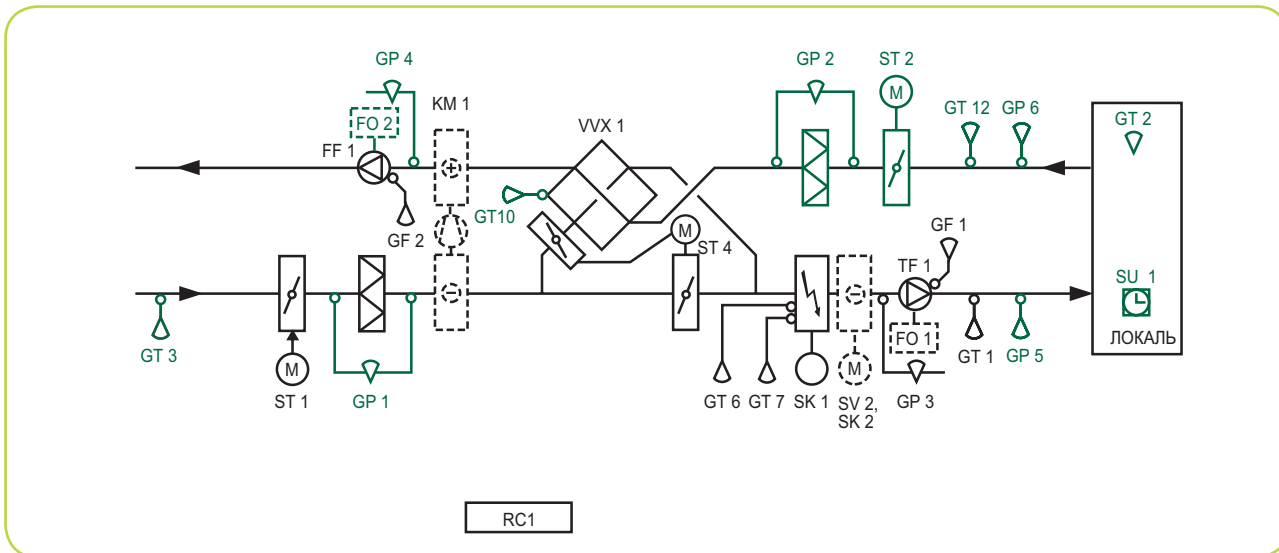 GP 4
KM 1
FO 2
FF 1
VVX 1
GP 2
ST 2
M
GT 12
GP 6
GT 2
GT10
GF 2
M
ST 4
GF 1
TF 1
SU 1
ЛОКАЛЬ
GT 3
M
ST 1
GP 1
GT 6
GT 7
SK 1
M
SV 2,
SK 2
FO 1
GP 3
GT 1
GP 5
RC1